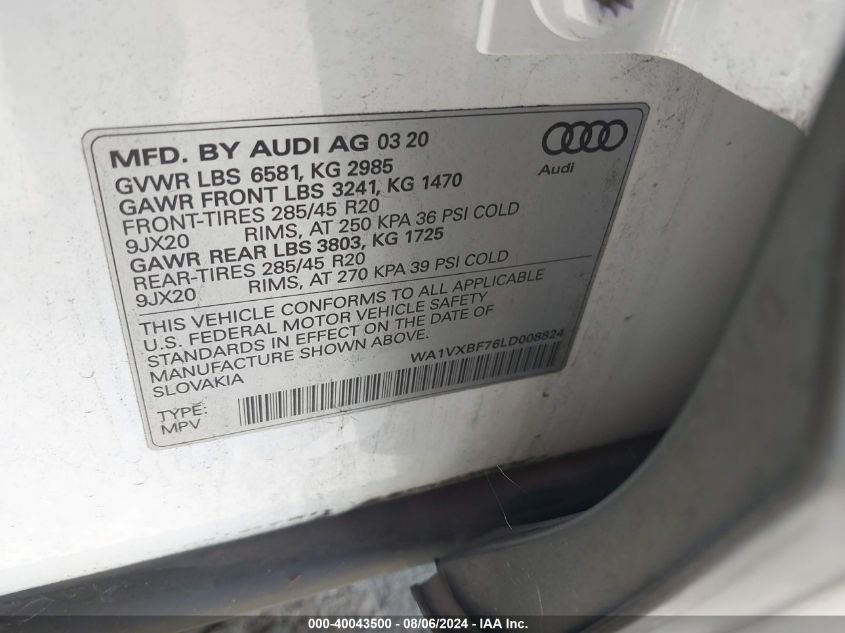 MFD. BY AUDI AG 03 20
GVWR LBS 6581, KG 2985
GAWR FRONT LBS 3241, KG 1470
FRONT-TIRES 285/45 R20
9JX20 RIMS, AT 250 KPA 36 PSI COLD
GAWR REAR LBS 3803, KG 1725
REAR-TIRES 285/45 R20
9JX20 RIMS, AT 270 KPA 39 PSI COLD
Audi
THIS VEHICLE CONFORMS TO ALL APPLICABLE
U.S. FEDERAL MOTOR VEHICLE SAFETY
STANDARDS IN EFFECT ON THE DATE OF
MANUFACTURE SHOWN ABOVE.
SLOVAKIA
WA1VXBF76LD008824
TYPE:
MPV
000-40043500 - 08/06/2024 - IAA Inc.